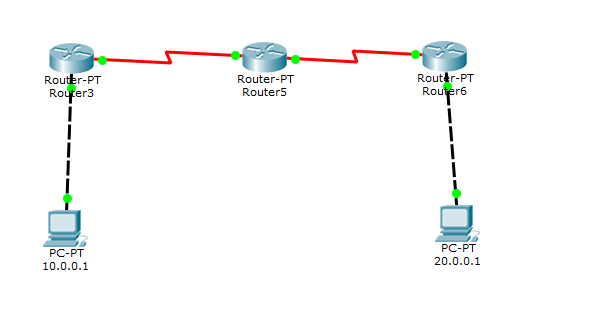 Router-PT
Router3
Router-PT
Router5
Router-PT
Router6
PC-PT
10.0.0.1
PC-PT
20.0.0.1